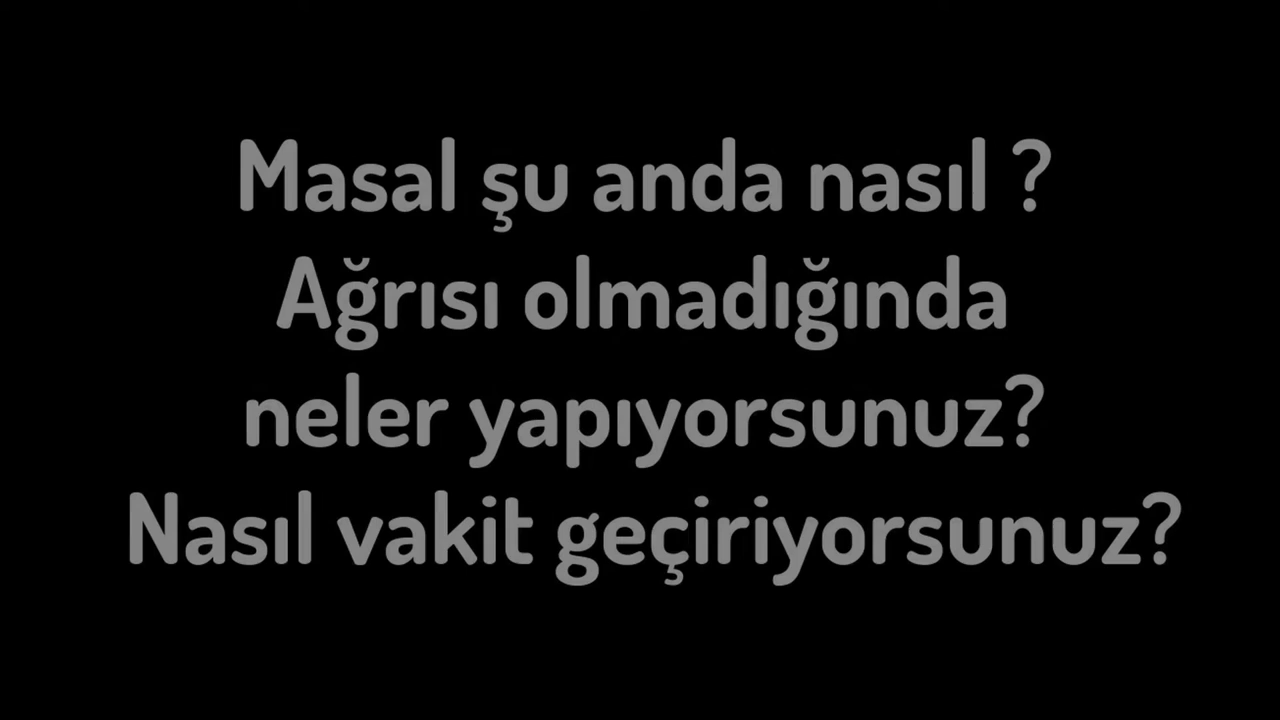 Masal şu anda nasıl ?
Ağrısı olmadığında
neler yapıyorsunuz?
Nasıl vakit geçiriyorsunuz?